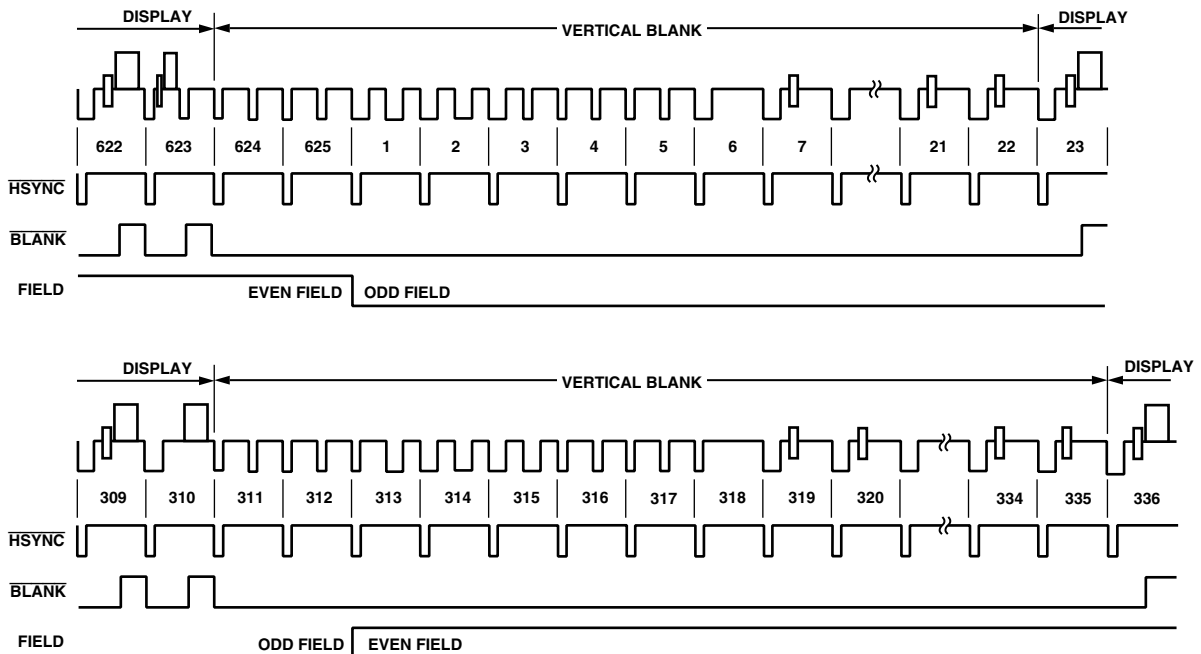 DISPLAY VERTICAL BLANK DISPLAY
622 623 624 625 1 2 3 4 5 6 7 21 22 23
HSYNC
BLANK
FIELD EVEN FIELD ODD FIELD
DISPLAY VERTICAL BLANK DISPLAY
309 310 311 312 313 314 315 316 317 318 319 320 334 335 336
HSYNC
BLANK
FIELD ODD FIELD EVEN FIELD